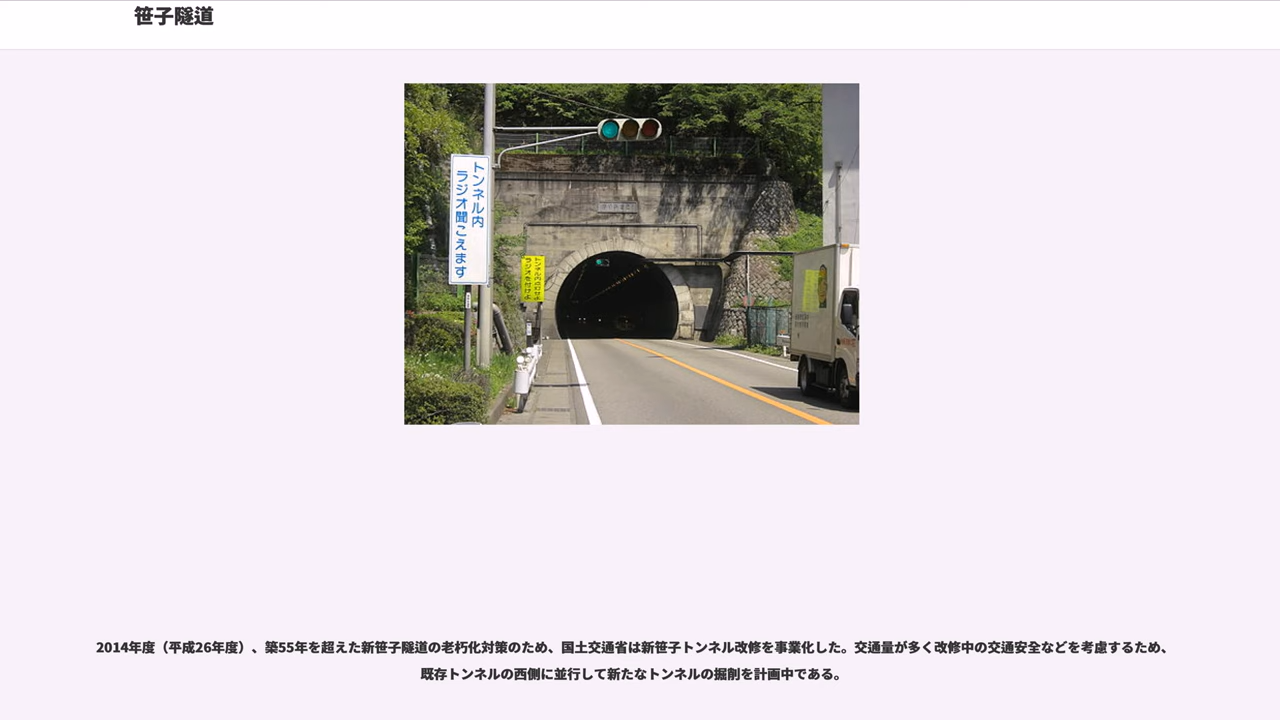 笹子隧道
トンネル内
ラジオ聞こえます
2014年度（平成26年度）、築55年を超えた新笹子隧道の老朽化対策のため、国土交通省は新笹子トンネル改修を事業化した。交通量が多く改修中の交通安全などを考慮するため、
既存トンネルの西側に並行して新たなトンネルの掘削を計画中である。